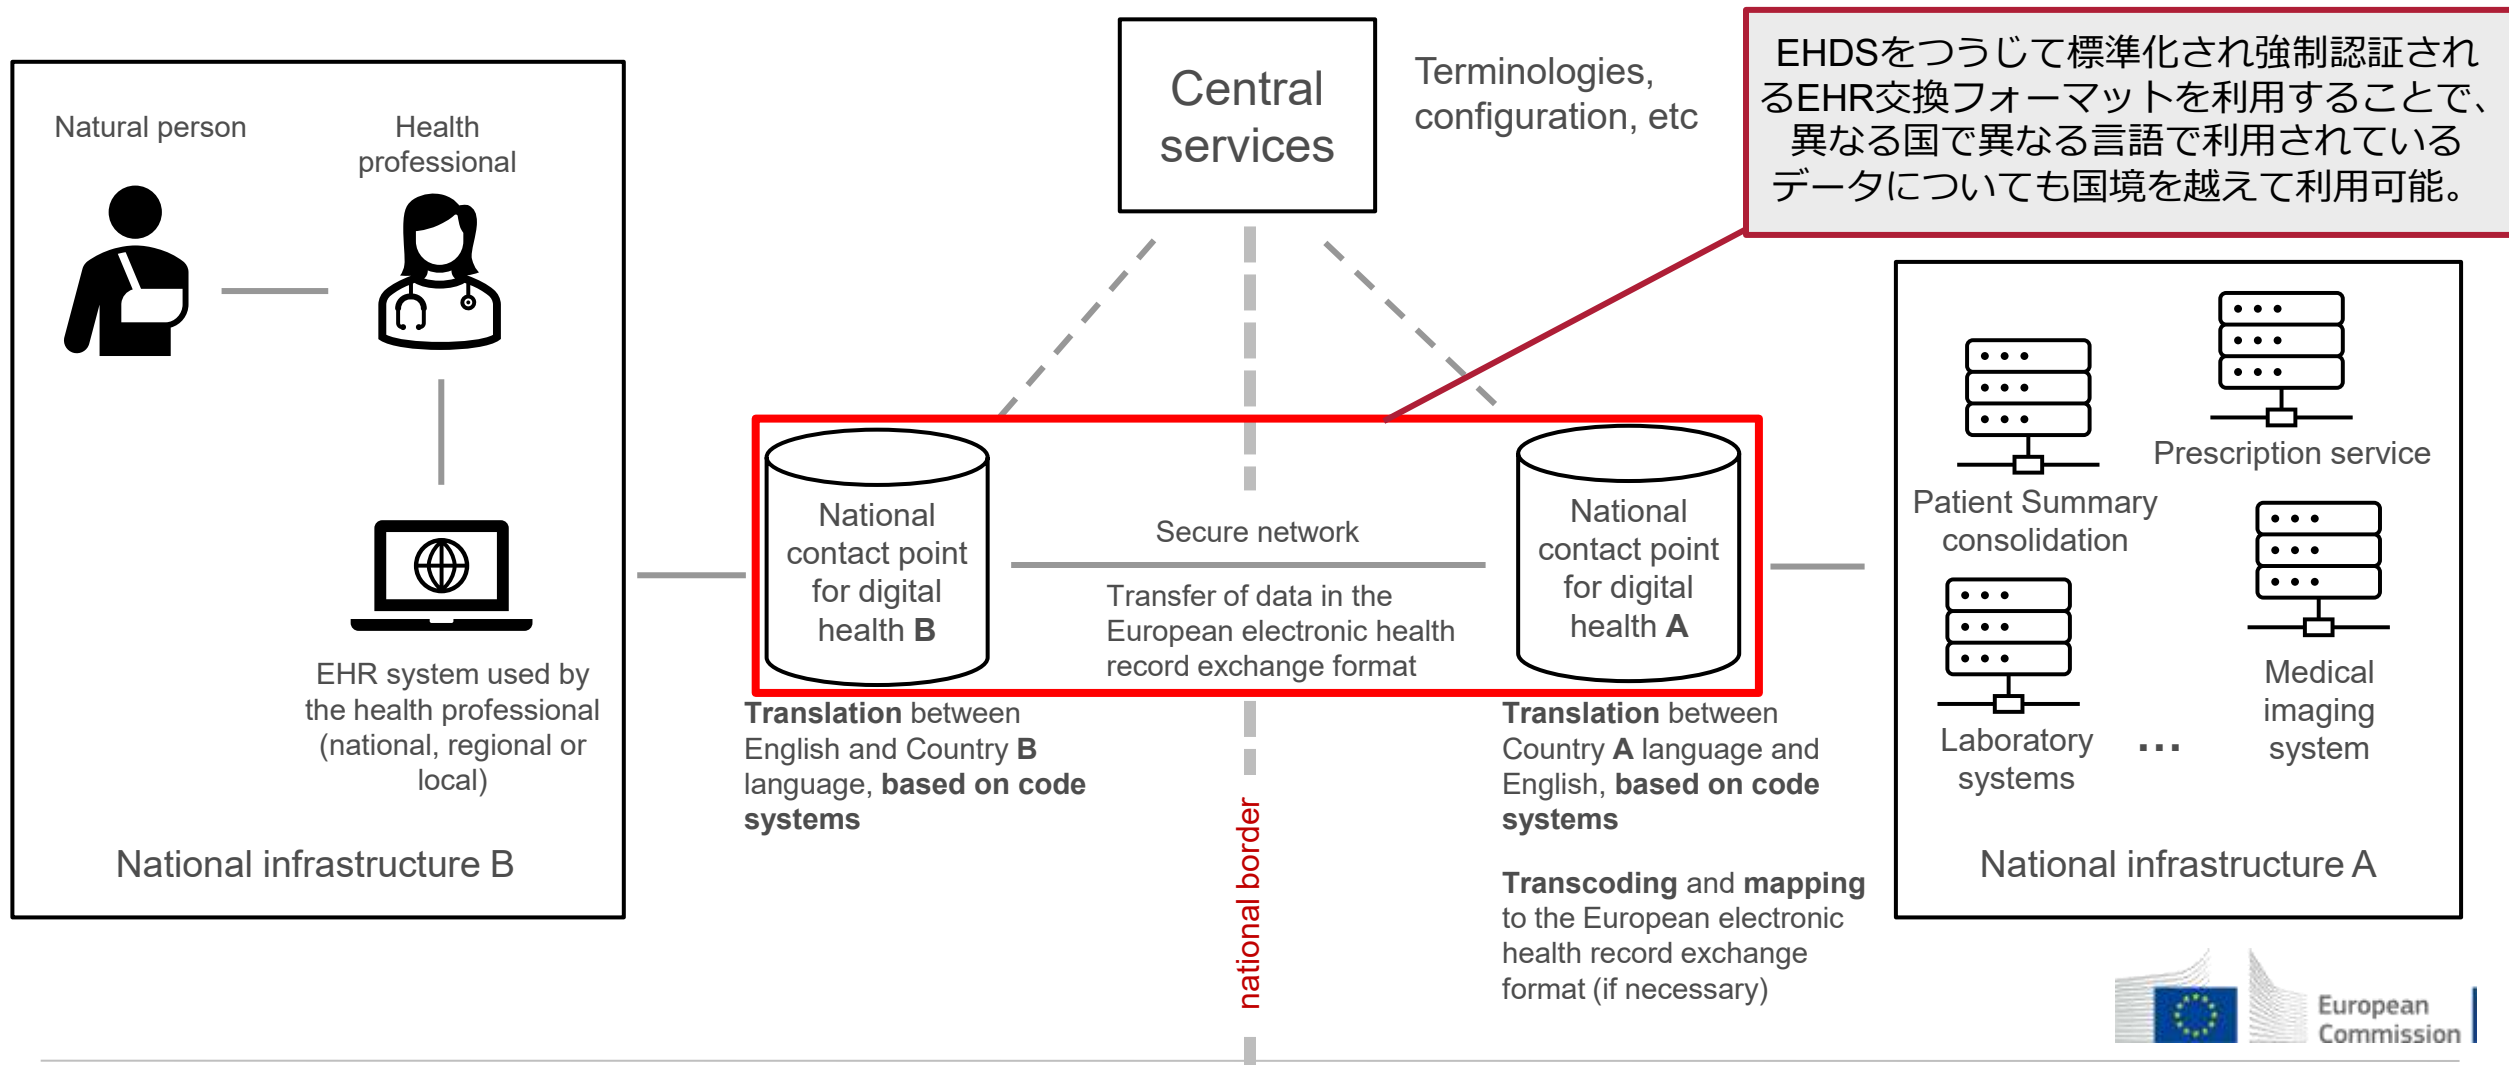 Central
services
Terminologies,
configuration, etc
EHDSをつうじて標準化され強制認証され
るEHR交換フォーマットを利用することで、
異なる国で異なる言語で利用されている
データについても国境を越えて利用可能。
Natural person
Health
professional
EHR system used by
the health professional
(national, regional or
local)
National infrastructure B
National
contact point
for digital
health B
Secure network
Transfer of data in the
European electronic health
record exchange format
National
contact point
for digital
health A
Translation between
English and Country B
language, based on code
systems
national border
Translation between
Country A language and
English, based on code
systems
Transcoding and mapping
to the European electronic
health record exchange
format (if necessary)
Prescription service
Patient Summary
consolidation
Laboratory
systems
...
Medical
imaging
system
National infrastructure A
European
Commission